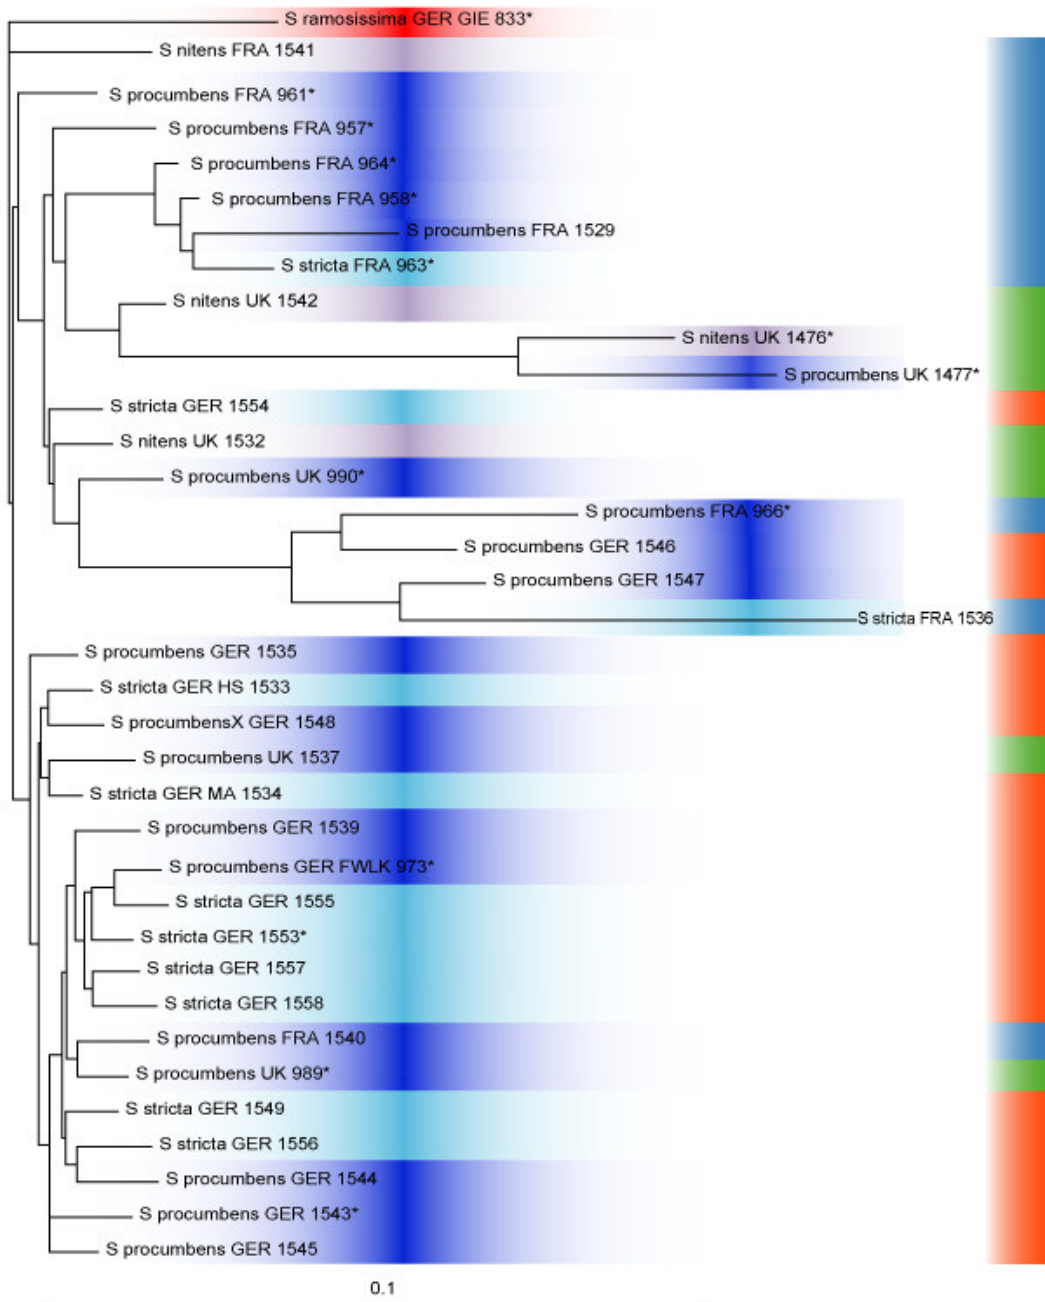 S ramosissima GER GIE 833*
S nitens FRA 1541
S procumbens FRA 961*
S procumbens FRA 957*
S procumbens FRA 964*
S procumbens FRA 958*
S procumbens FRA 1529
S stricta FRA 963*
S nitens UK 1542
S nitens UK 1476*
S procumbens UK 1477*
S stricta GER 1554
S nitens UK 1532
S procumbens UK 990*
S procumbens FRA 966*
S procumbens GER 1546
S procumbens GER 1547
S stricta FRA 1536
S procumbens GER 1535
S stricta GER HS 1533
S procumbensX GER 1548
S procumbens UK 1537
S stricta GER MA 1534
S procumbens GER 1539
S procumbens GER FWLK 973*
S stricta GER 1555
S stricta GER 1553*
S stricta GER 1557
S stricta GER 1558
S procumbens FRA 1540
S procumbens UK 989*
S stricta GER 1549
S stricta GER 1556
S procumbens GER 1544
S procumbens GER 1543*
S procumbens GER 1545
0.1